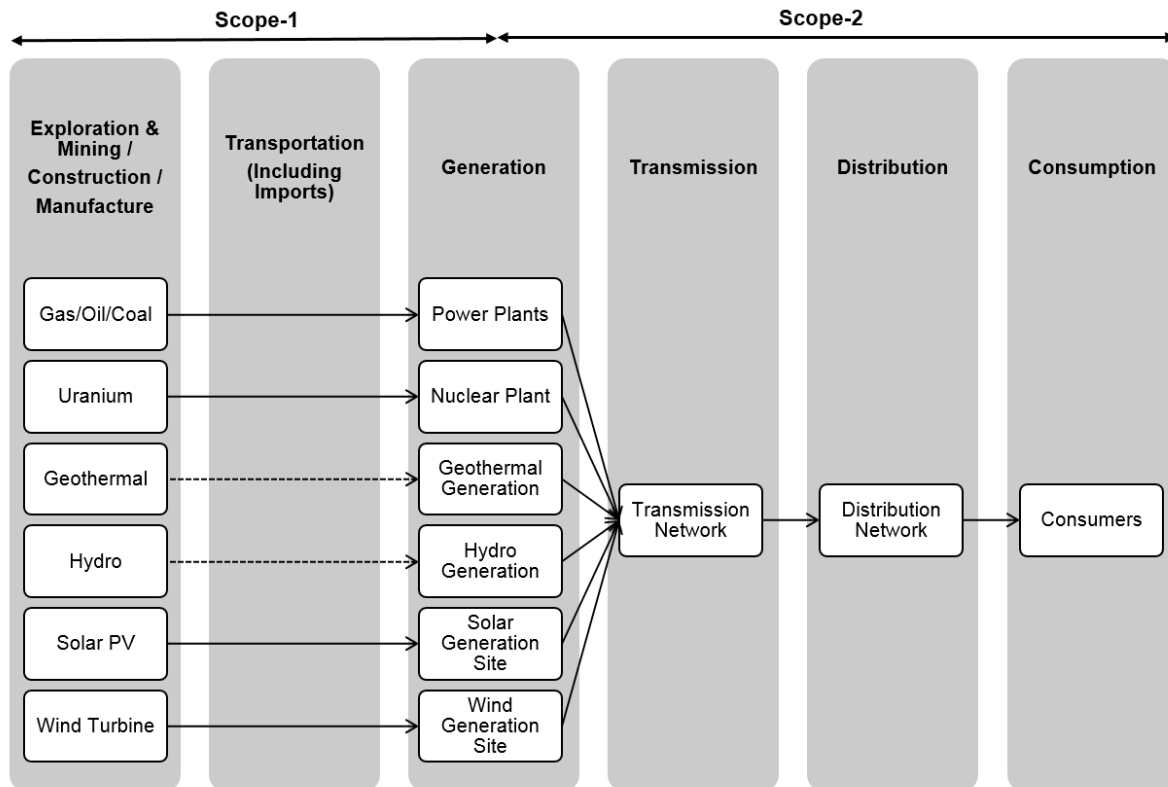 Scope-1
Scope-2
Exploration &
Mining /
Construction /
Manufacture
Transportation
(Including
Imports)
Generation
Transmission
Distribution
Consumption
Gas/Oil/Coal
Power Plants
Uranium
Nuclear Plant
Geothermal
Geothermal
Generation
Transmission
Network
Distribution
Network
Consumers
Hydro
Hydro
Generation
Solar PV
Solar
Generation
Site
Wind Turbine
Wind
Generation
Site